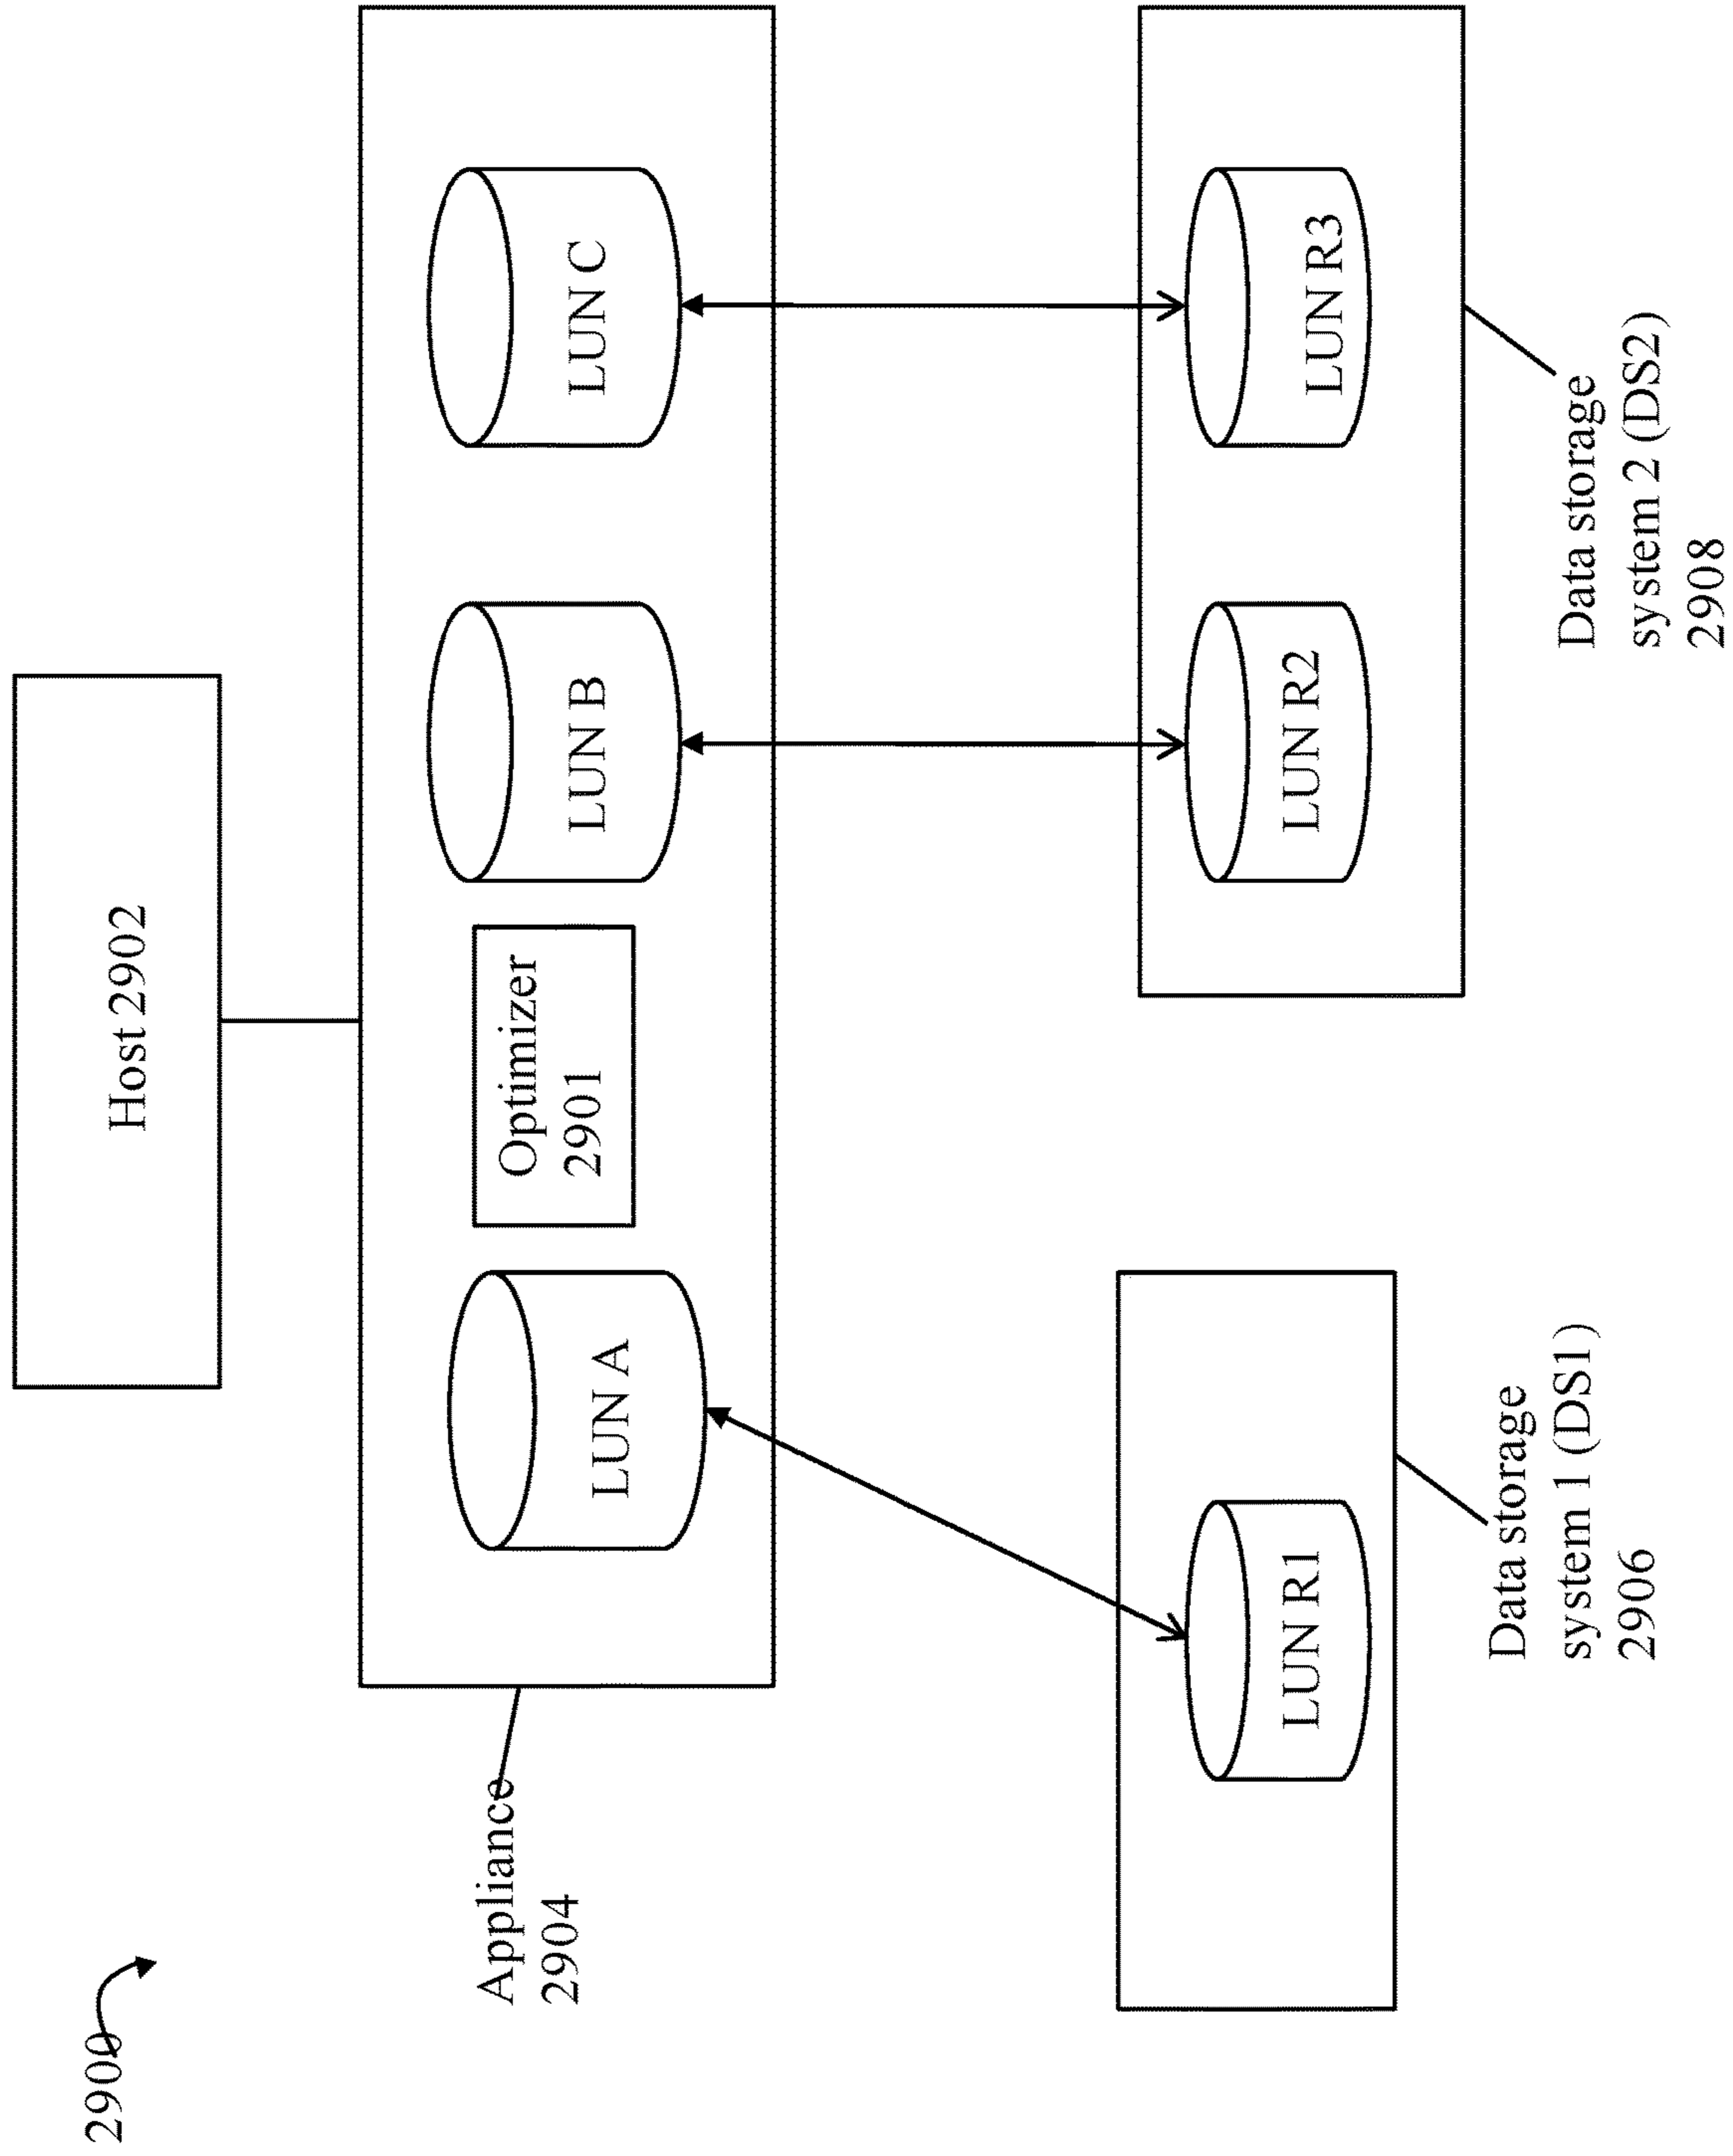 2900
Host 2902
Appliance
2904
LUN A
Optimizer
2901
LUN B
LUN C
LUN R1
LUN R2
LUN R3
Data storage
system 1 (DS1)
2906
Data storage
system 2 (DS2)
2908